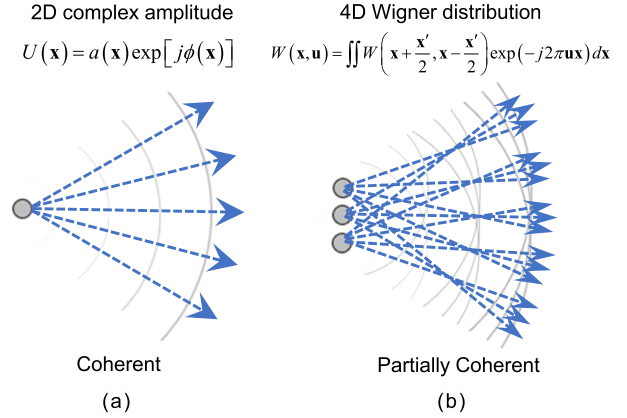 2D complex amplitude
U(𝐱) = a(𝐱)exp[jϕ(𝐱)]
4D Wigner distribution
W(𝐱,𝐮) = ∬W(𝐱+𝐱′/2, 𝐱−𝐱′/2)exp(−j2π𝐮𝐱)d𝐱
Coherent
(a)
Partially Coherent
(b)